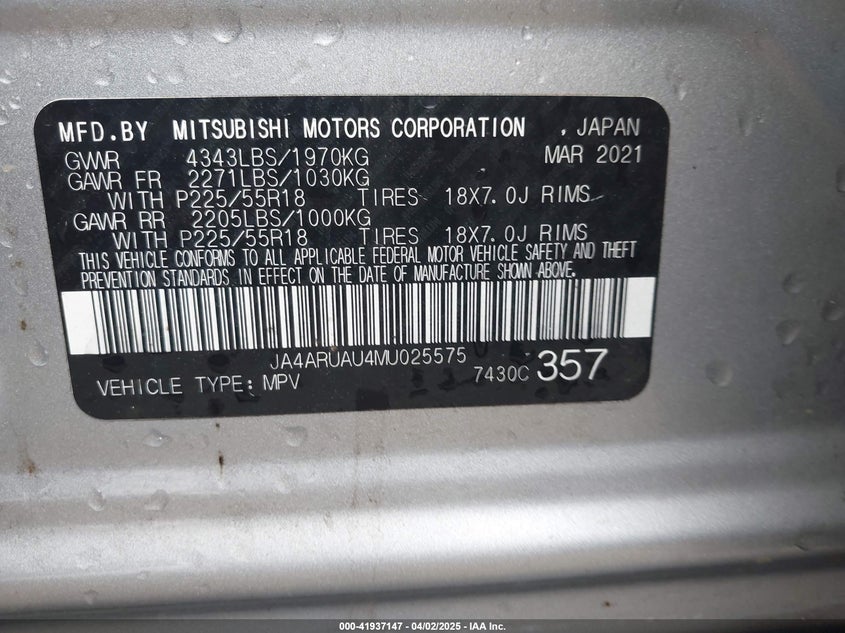 MFD.BY MITSUBISHI MOTORS CORPORATION , JAPAN
GVWR 4343LBS/1970KG MAR 2021
GAWR FR 2271LBS/1030KG
WITH P225/55R18 TIRES 18X7.0J RIMS
GAWR RR 2205LBS/1000KG
WITH P225/55R18 TIRES 18X7.0J RIMS
THIS VEHICLE CONFORMS TO ALL APPLICABLE FEDERAL MOTOR VEHICLE SAFETY AND THEFT
PREVENTION STANDARDS IN EFFECT ON THE DATE OF MANUFACTURE SHOWN ABOVE.
JA4ARUAU4MU025575
VEHICLE TYPE: MPV 7430C 357
000-41937147 - 04/02/2025 - IAA Inc.